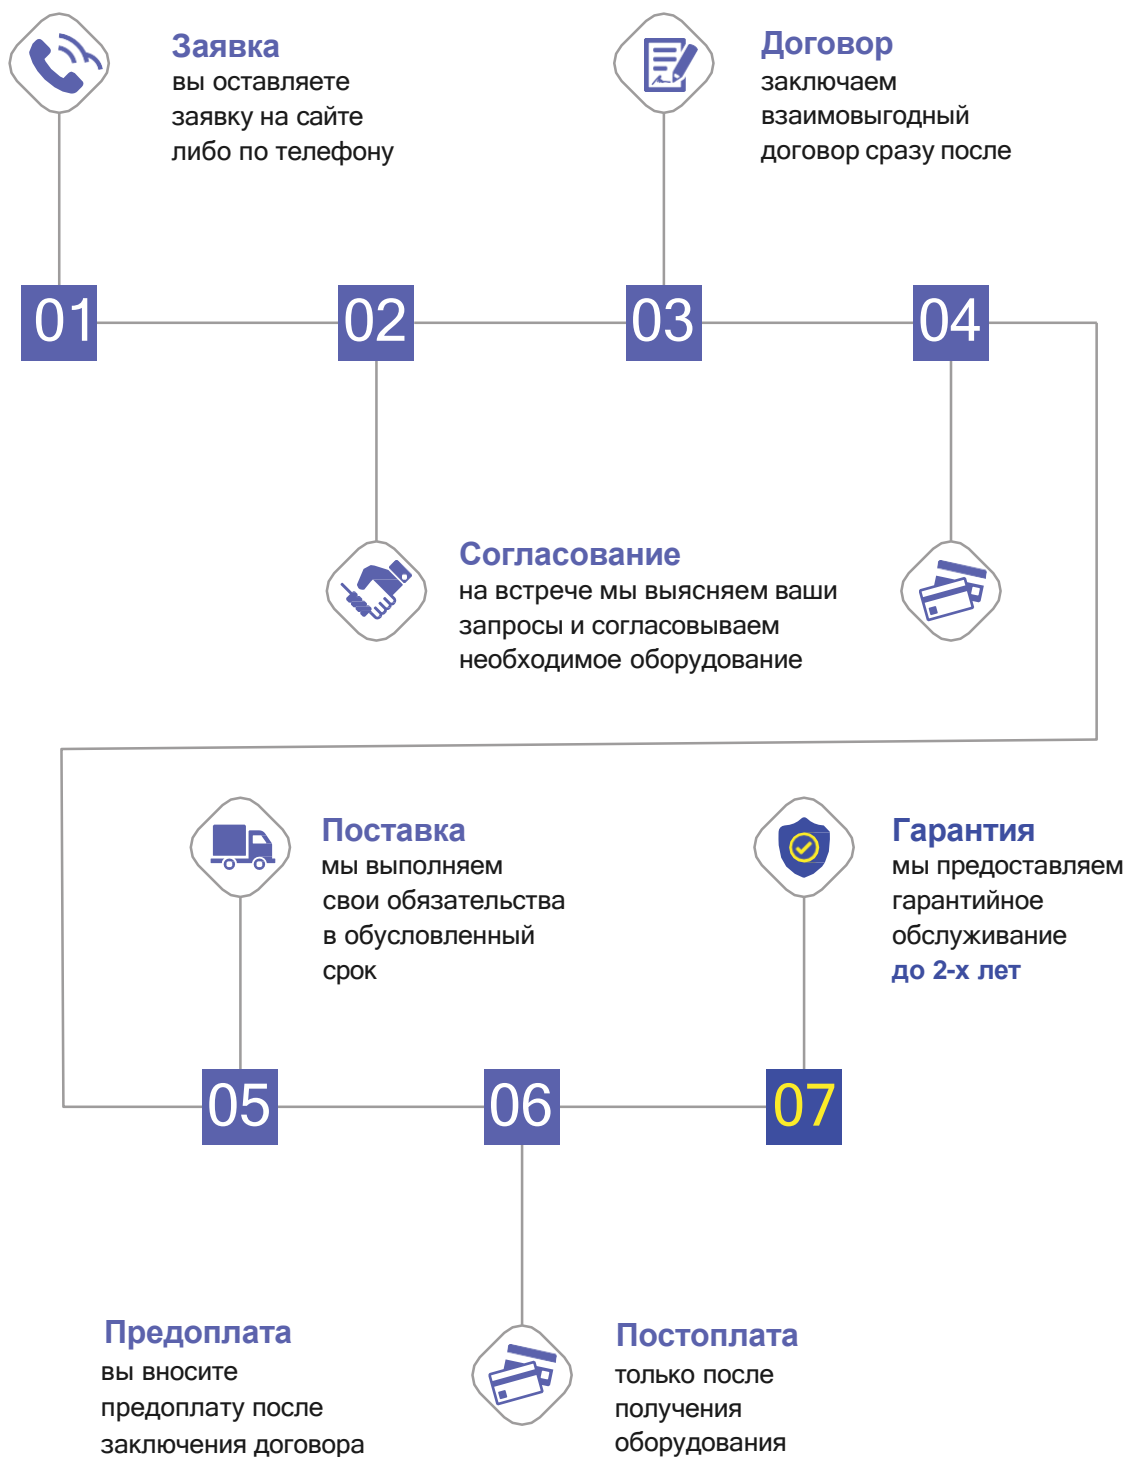 Заявка
вы оставляете
заявку на сайте
либо по телефону
Договор
заключаем
взаимовыгодный
договор сразу после
01
02
03
04
Согласование
на встрече мы выясняем ваши
запросы и согласовываем
необходимое оборудование
Поставка
мы выполняем
свои обязательства
в обусловленный
срок
Гарантия
мы предоставляем
гарантийное
обслуживание
до 2-х лет
05
06
07
Предоплата
вы вносите
предоплату после
заключения договора
Постоплата
только после
получения
оборудования